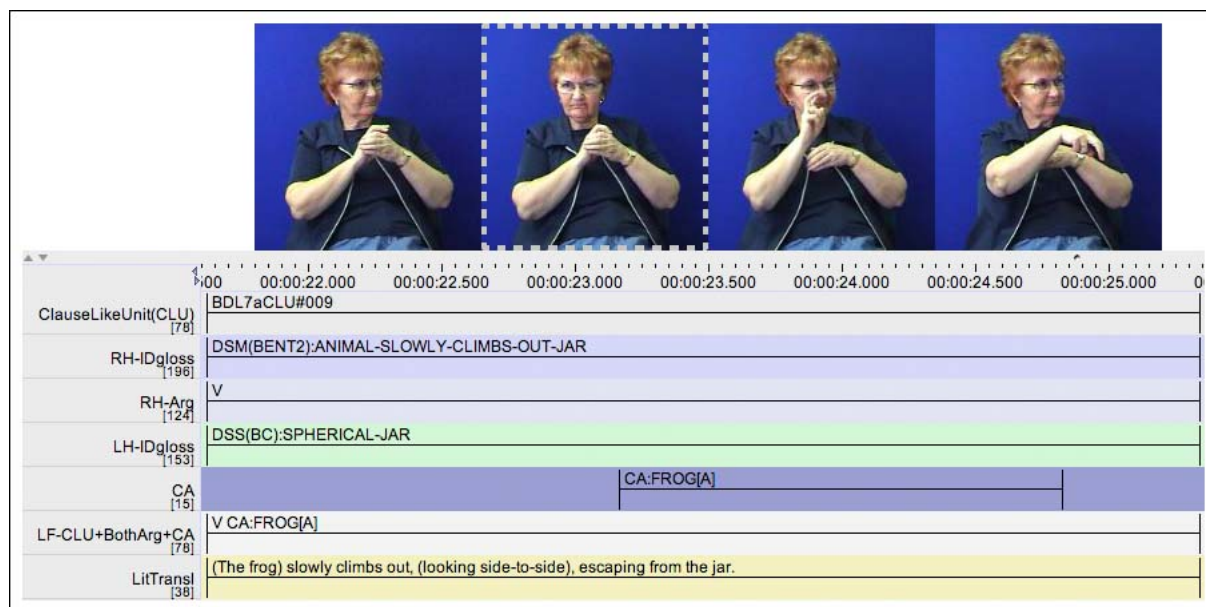 00 00:00:22.000 00:00:22.500 00:00:23.000 00:00:23.500 00:00:24.000 00:00:24.500 00:00:25.000 0
ClauseLikeUnit(CLU) BDL7aCLU#009
[78]
RH-IDgloss DSM(BENT2):ANIMAL-SLOWLY-CLIMBS-OUT-JAR
[196]
RH-Arg V
[124]
LH-IDgloss DSS(BC):SPHERICAL-JAR
[153]
CA CA:FROG[A]
[15]
LF-CLU+BothArg+CA V CA:FROG[A]
[78]
LitTransl (The frog) slowly climbs out, (looking side-to-side), escaping from the jar.
[38]